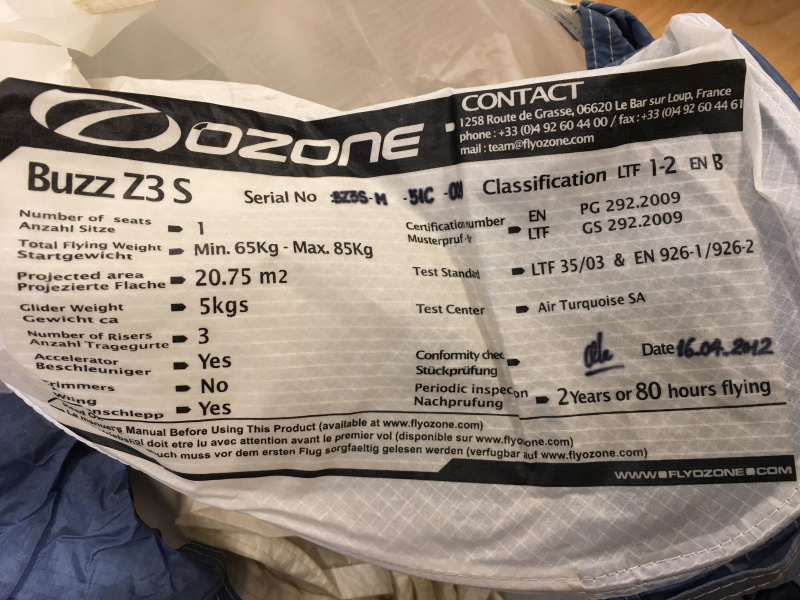 OZONE
CONTACT
1258 Route de Grasse, 06620 Le Bar sur Loup, France
phone : +33 (0)4 92 60 44 00 / fax : +33 (0)4 92 60 44 61
mail : team@flyozone.com
Buzz Z3 S
Serial No
Classification LTF 1-2 EN B
Number of seats
Anzahl Sitze
1
Total Flying Weight
Startgewicht
Min. 65Kg - Max. 85Kg
Projected area
Projezierte Flache
20.75 m2
Glider Weight
Gewicht ca
5kgs
Number of Risers
Anzahl Tragegurte
3
Accelerator
Beschleuniger
Yes
Trimmers
No
Yes
number
EN PG 292.2009
LTF GS 292.2009
Test
LTF 35/03 & EN 926-1/926-2
Test Center
Air Turquoise SA
Conformity
Stückprüfung
Date 16.04.2012
Periodic
Nachprüfung
2Years or 80 hours flying
Manual Before Using This Product (available at www.flyozone.com)
doit etre lu avec attention avant le premier vol (disponible sur www.flyozone.com)
muss vor dem ersten Flug sorgfaeltig gelesen werden (verfugbar auf www.flyozone.com)
WWW.FLYOZONE.COM